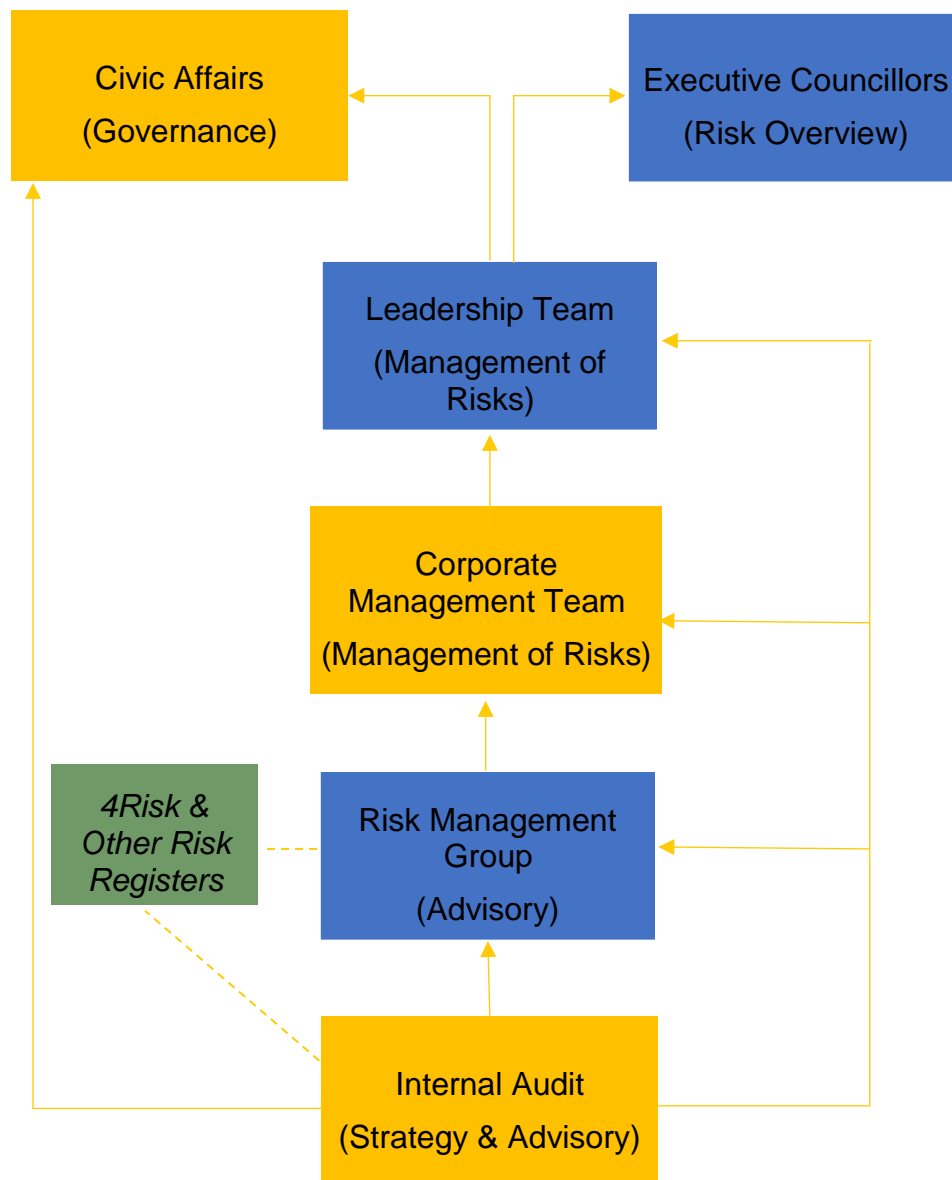 Civic Affairs
(Governance)
Executive Councillors
(Risk Overview)
Leadership Team
(Management of
Risks)
Corporate
Management Team
(Management of Risks)
4Risk &
Other Risk
Registers
Risk Management
Group
(Advisory)
Internal Audit
(Strategy & Advisory)